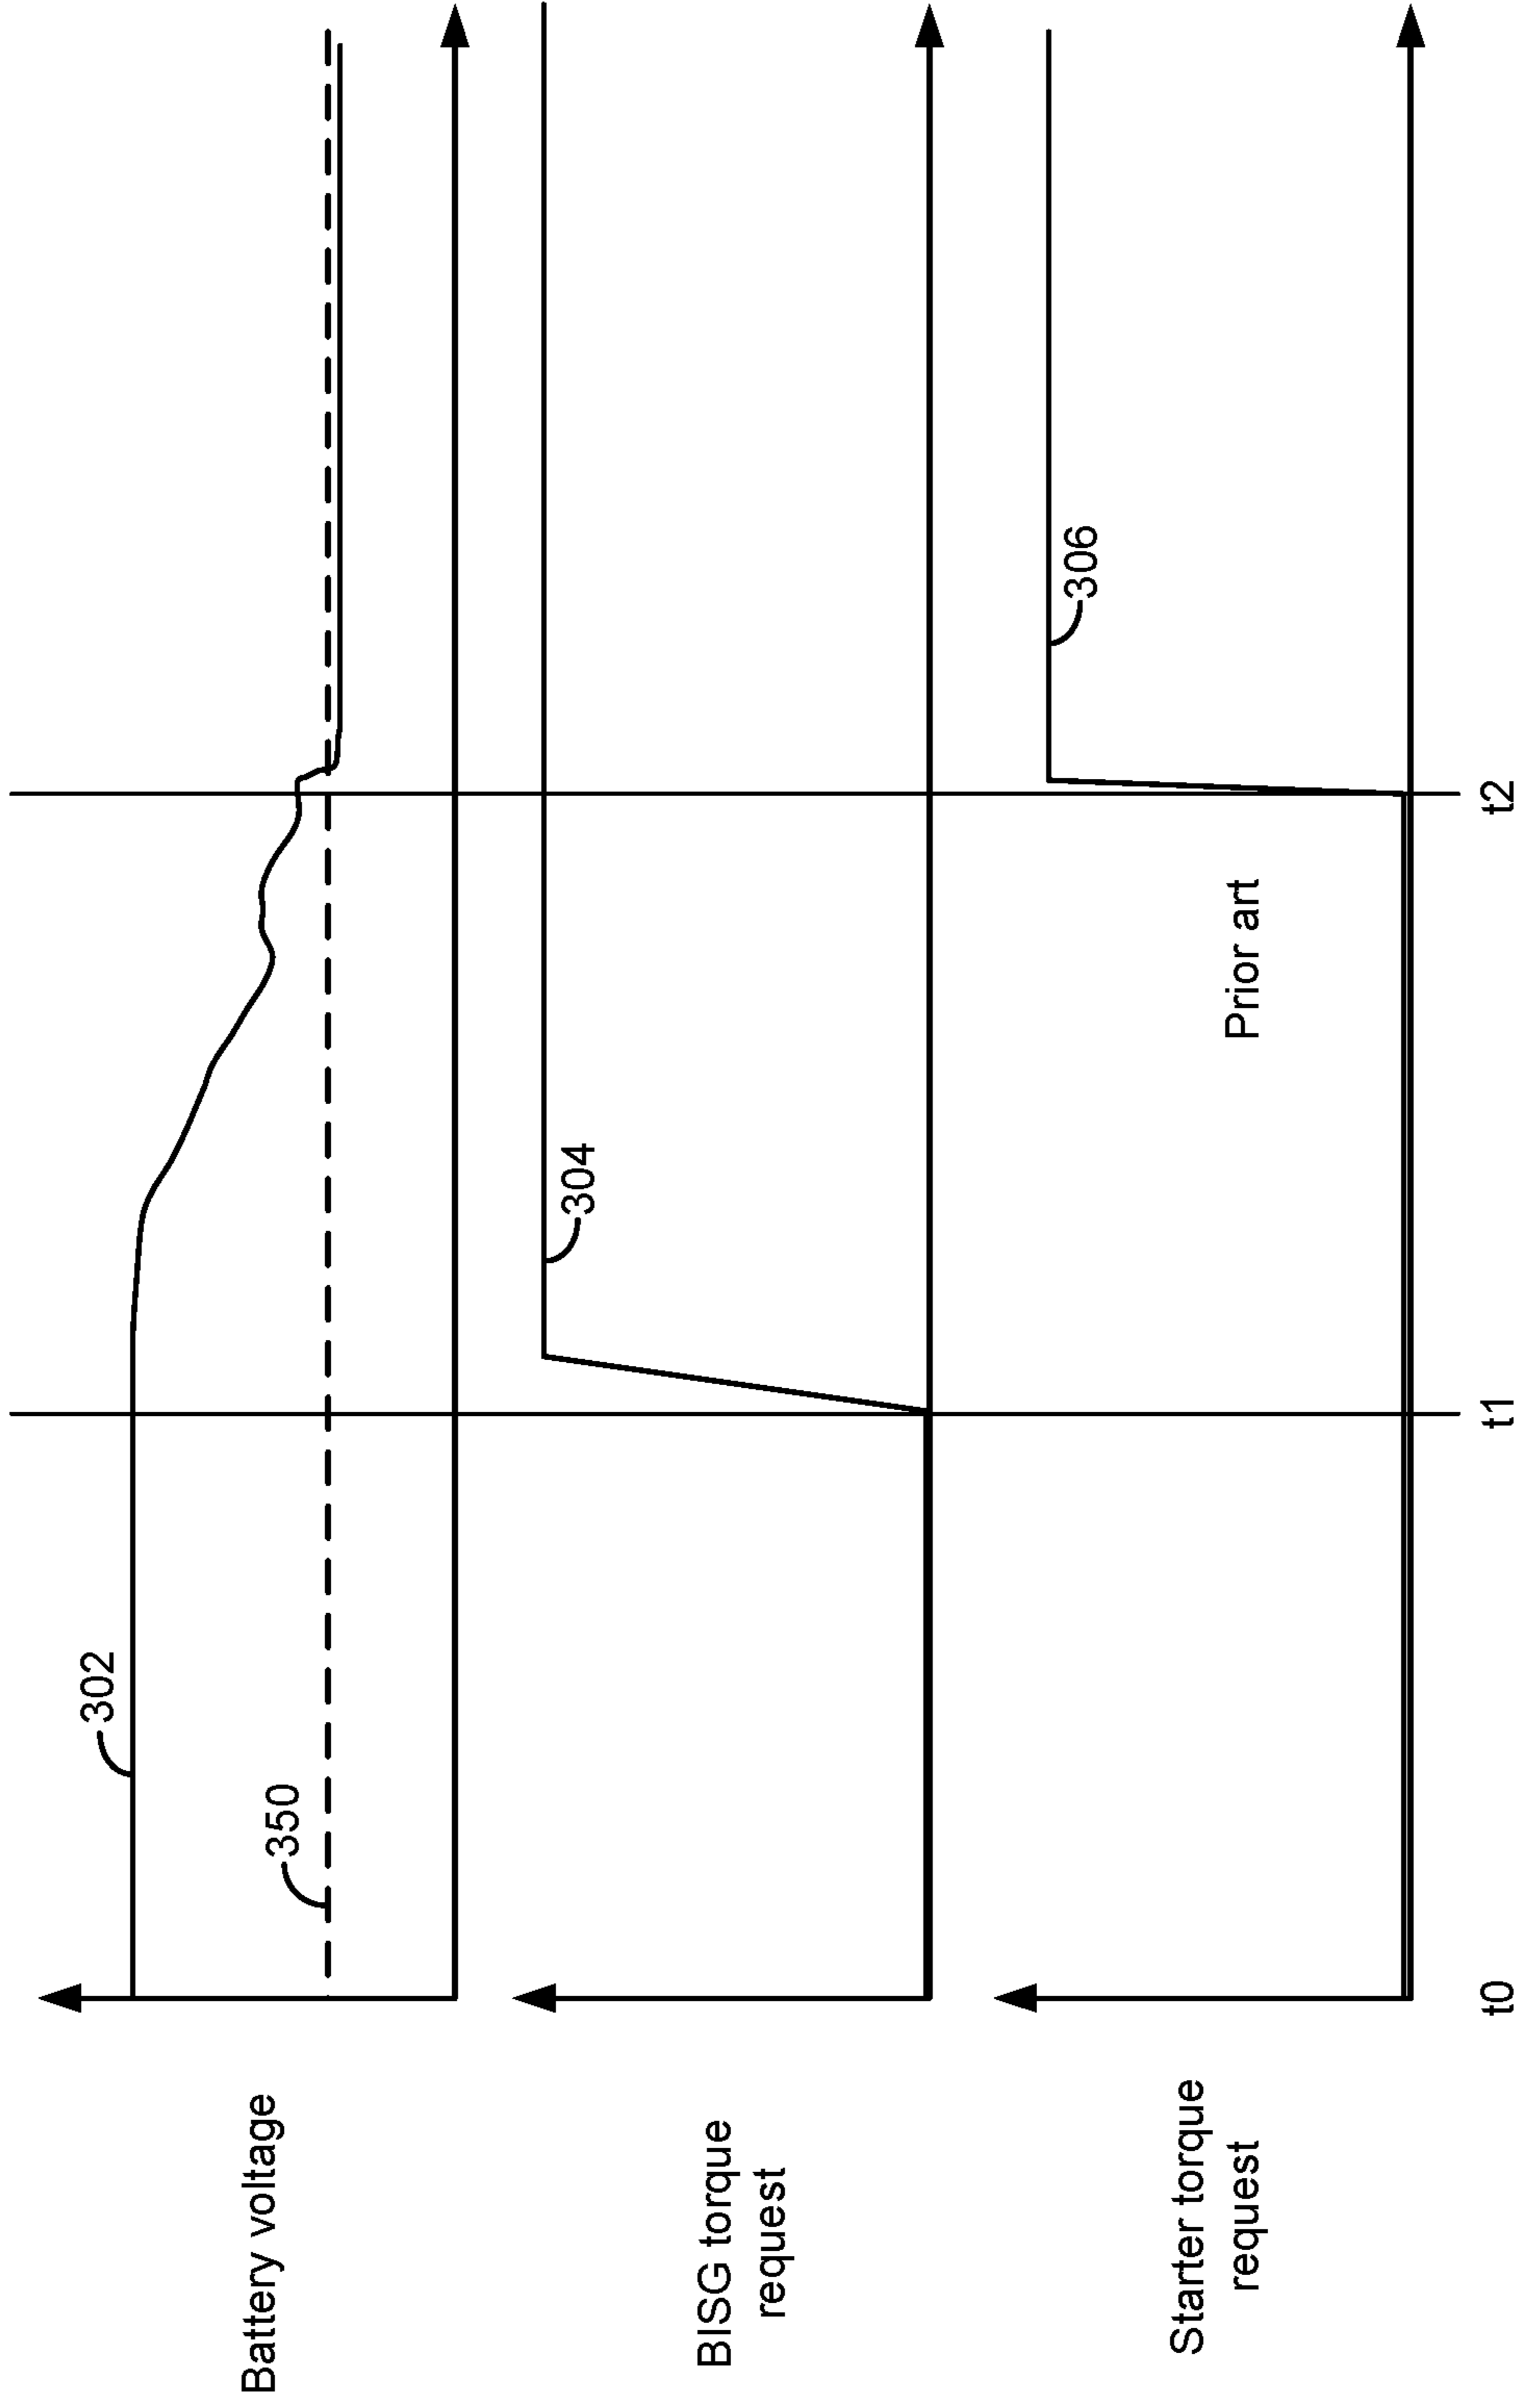 Battery voltage
302
350
BISG torque
request
304
Starter torque
request
306
Prior art
t0
t1
t2